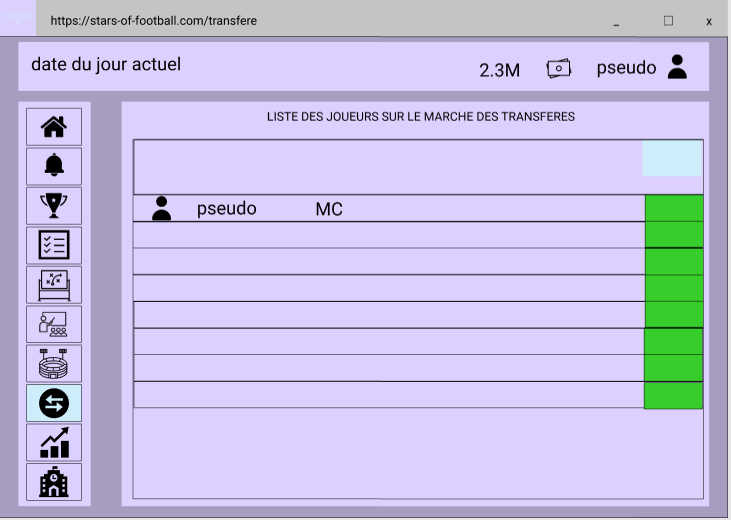 https://stars-of-football.com/transfere
date du jour actuel
2.3M
pseudo
LISTE DES JOUEURS SUR LE MARCHE DES TRANSFERES
pseudo MC